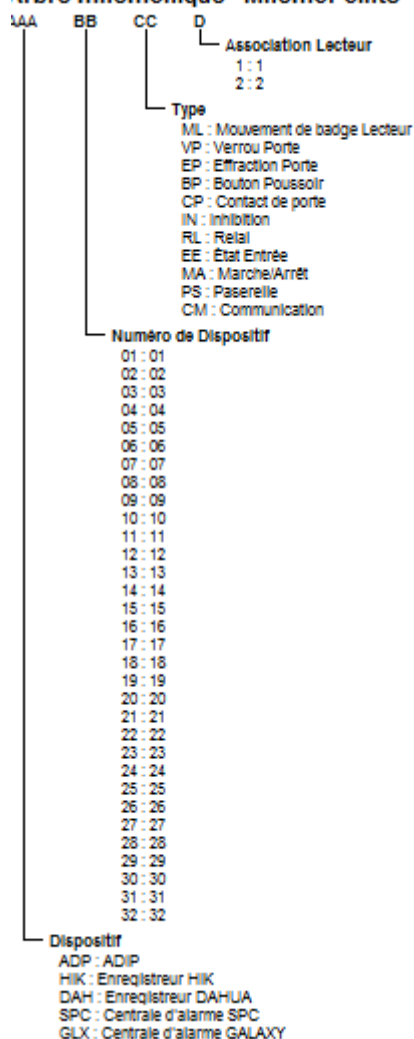 AAA BB CC D
Association Lecteur
1 : 1
2 : 2
Type
ML : Mouvement de badge Lecteur
VP : Verrou Porte
EP : Effraction Porte
BP : Bouton Poussoir
CP : Contact de porte
IN : Inhibition
RL : Relai
EE : État Entrée
MA : Marche/Arrêt
PS : Paserelle
CM : Communication
Numéro de Dispositif
01 : 01
02 : 02
03 : 03
04 : 04
05 : 05
06 : 06
07 : 07
08 : 08
09 : 09
10 : 10
11 : 11
12 : 12
13 : 13
14 : 14
15 : 15
16 : 16
17 : 17
18 : 18
19 : 19
20 : 20
21 : 21
22 : 22
23 : 23
24 : 24
25 : 25
26 : 26
27 : 27
28 : 28
29 : 29
30 : 30
31 : 31
32 : 32
Dispositif
ADP : ADIP
HIK : Enregistreur HIK
DAH : Enregistreur DAHUA
SPC : Centrale d'alarme SPC
GLX : Centrale d'alarme GALAXY